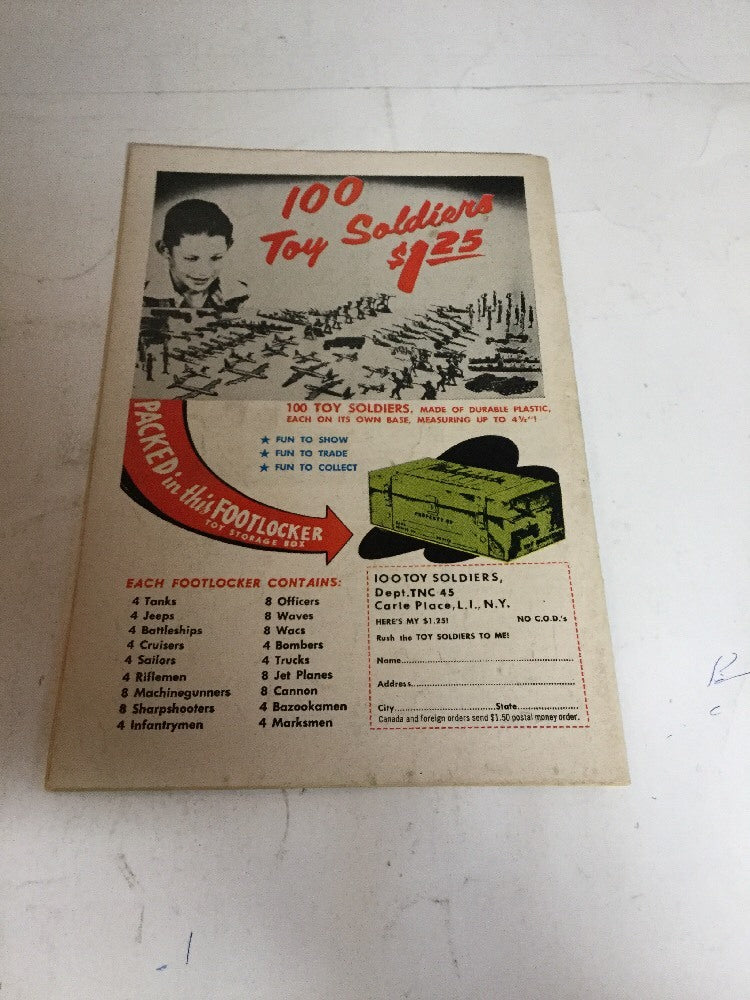 100
Toy Soldiers
$1.25
100 TOY SOLDIERS, MADE OF DURABLE PLASTIC,
EACH ON ITS OWN BASE, MEASURING UP TO 4½"!
★ FUN TO SHOW
★ FUN TO TRADE
★ FUN TO COLLECT
PACKED in this FOOTLOCKER
TOY STORAGE BOX
PROPERTY OF
EACH FOOTLOCKER CONTAINS:
4 Tanks
4 Jeeps
4 Battleships
4 Cruisers
4 Sailors
4 Riflemen
8 Machinegunners
8 Sharpshooters
4 Infantrymen
8 Officers
8 Waves
8 Wacs
4 Bombers
4 Trucks
8 Jet Planes
8 Cannon
4 Bazookamen
4 Marksmen
100 TOY SOLDIERS,
Dept. TNC 45
Carle Place, L.I., N.Y.
HERE'S MY $1.25! NO C.O.D.'s
Rush the TOY SOLDIERS TO ME!
Name
Address
City State
Canada and foreign orders send $1.50 postal money order.